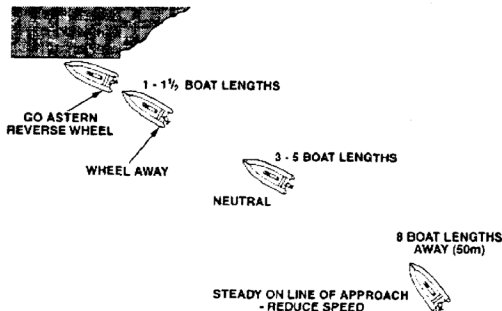 1 - 1½ BOAT LENGTHS
GO ASTERN
REVERSE WHEEL
WHEEL AWAY
3 - 5 BOAT LENGTHS
NEUTRAL
8 BOAT LENGTHS
AWAY (50m)
STEADY ON LINE OF APPROACH
- REDUCE SPEED